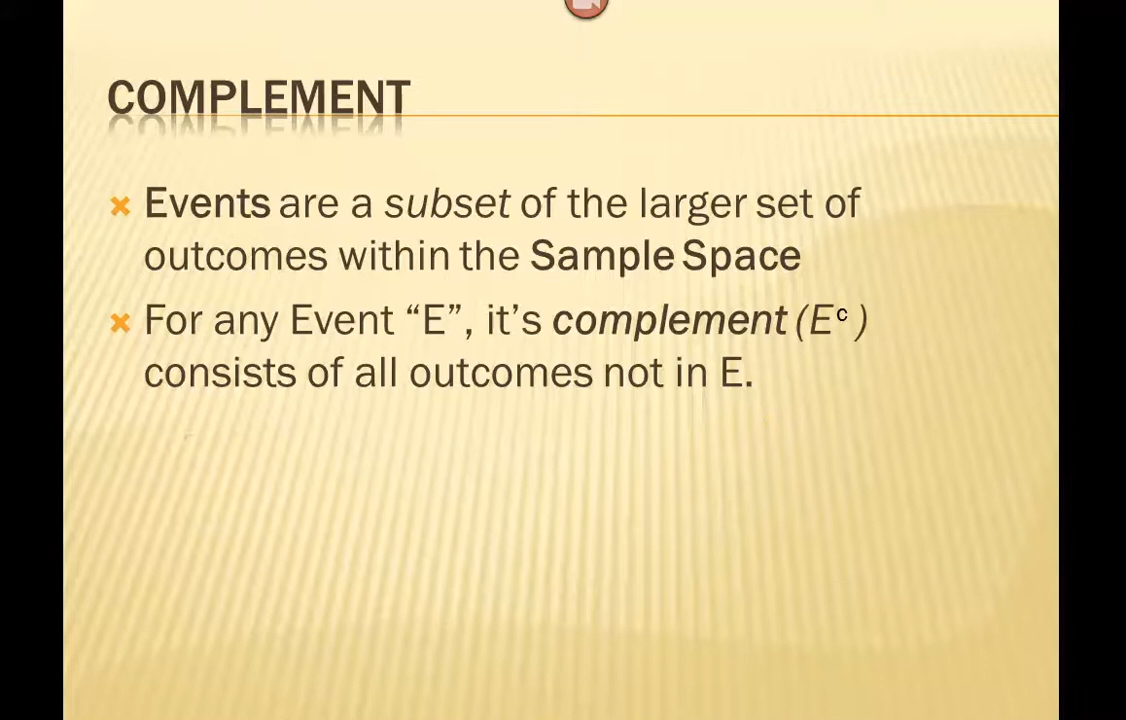 COMPLEMENT
Events are a subset of the larger set of
outcomes within the Sample Space
For any Event “E”, it’s complement (Eᶜ )
consists of all outcomes not in E.